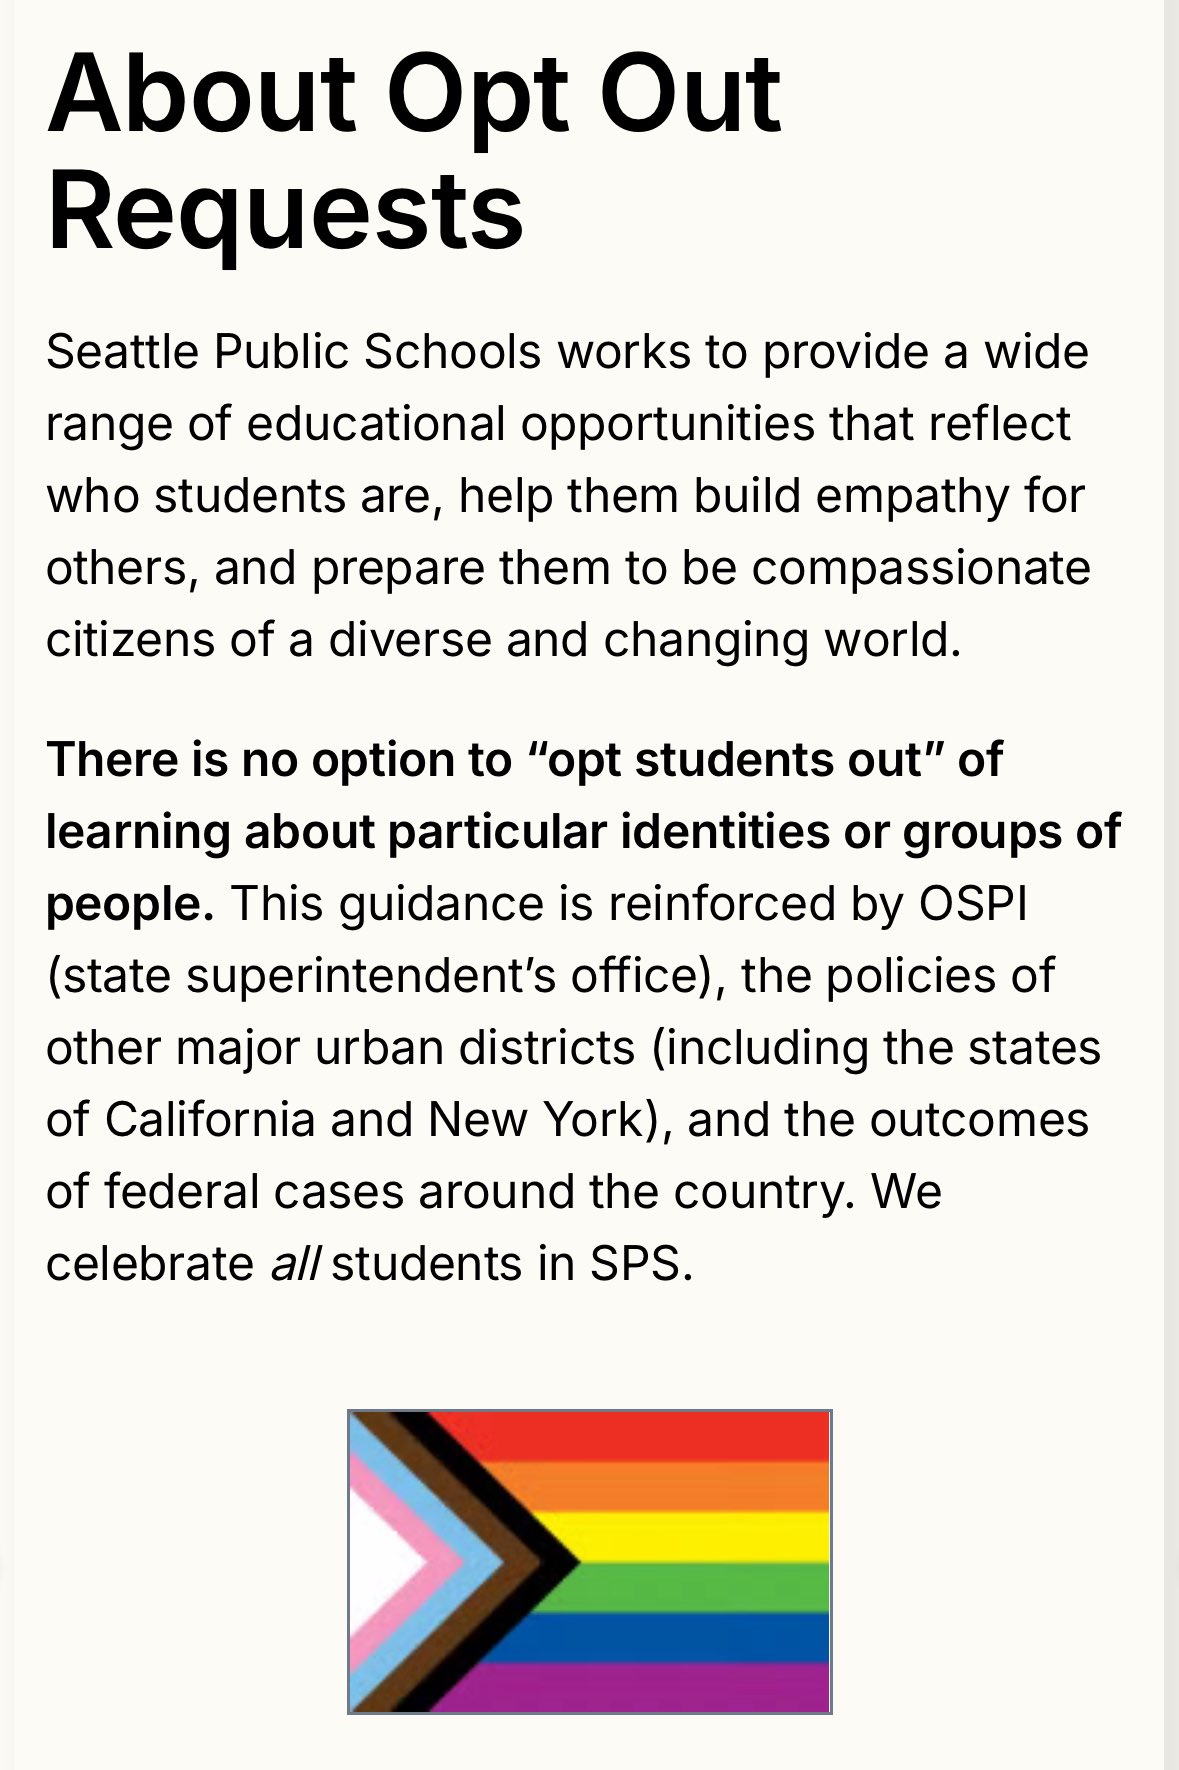 About Opt Out
Requests
Seattle Public Schools works to provide a wide
range of educational opportunities that reflect
who students are, help them build empathy for
others, and prepare them to be compassionate
citizens of a diverse and changing world.
There is no option to “opt students out” of
learning about particular identities or groups of
people. This guidance is reinforced by OSPI
(state superintendent’s office), the policies of
other major urban districts (including the states
of California and New York), and the outcomes
of federal cases around the country. We
celebrate all students in SPS.